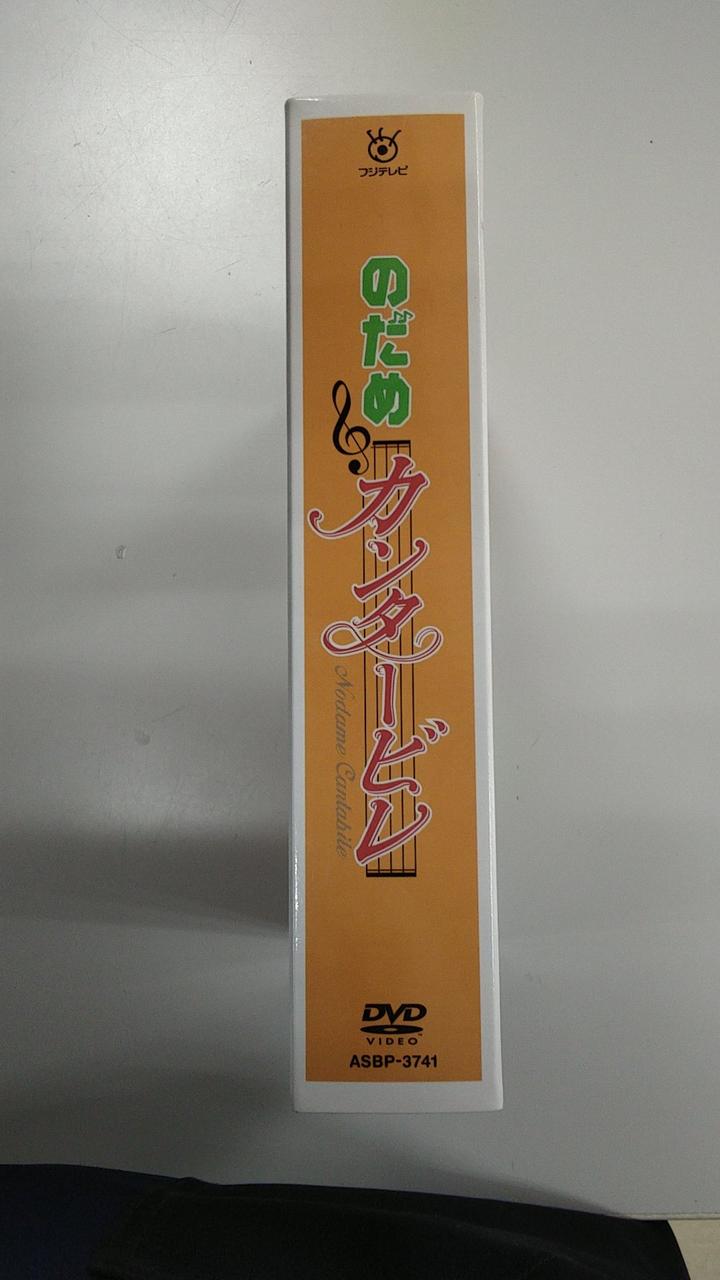 フジテレビ
のだめ
カンタービレ
Nodame Cantabile
DVD
VIDEO
ASBP-3741